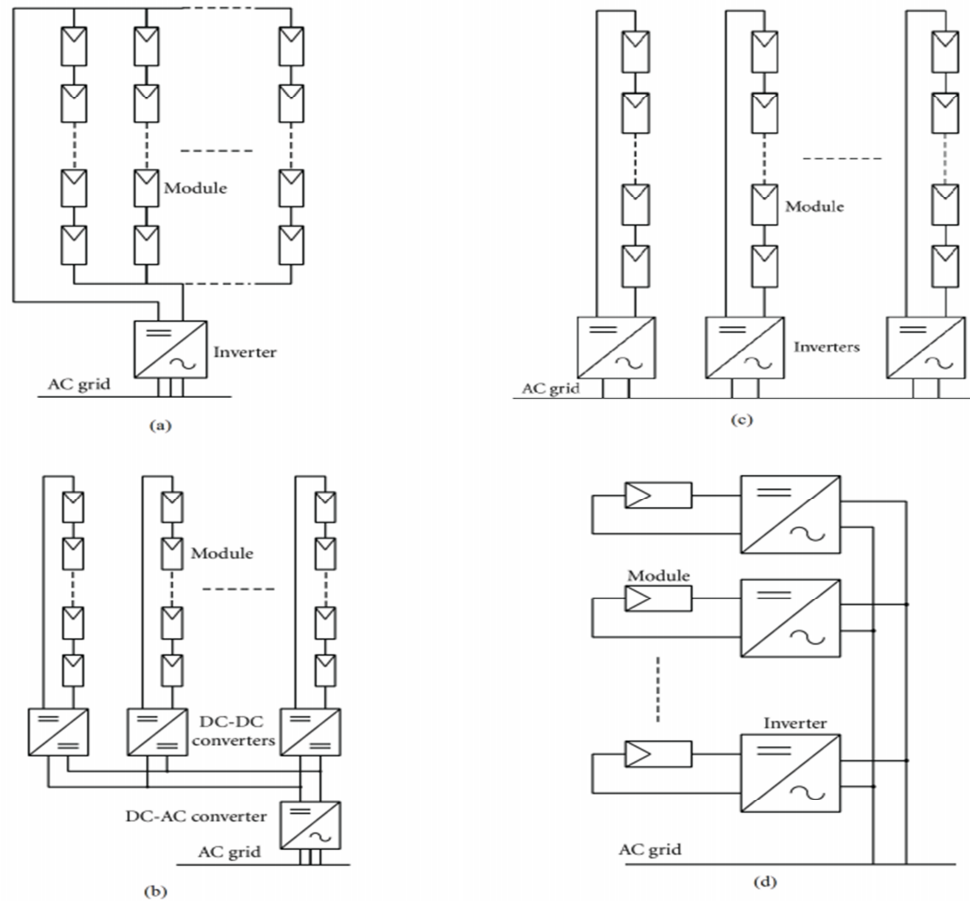 Module
Inverter
AC grid
(a)
Module
Inverters
AC grid
(c)
Module
DC-DC
converters
DC-AC converter
AC grid
(b)
Module
Inverter
AC grid
(d)